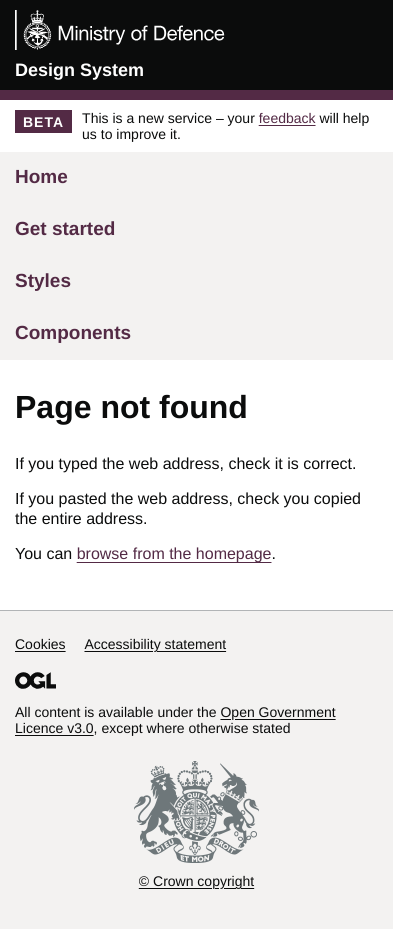 Ministry of Defence
Design System
BETA
This is a new service – your feedback will help
us to improve it.
Home
Get started
Styles
Components
Page not found
If you typed the web address, check it is correct.
If you pasted the web address, check you copied
the entire address.
You can browse from the homepage.
Cookies Accessibility statement
OGL
All content is available under the Open Government
Licence v3.0, except where otherwise stated
DIEU ET MON DROIT
© Crown copyright